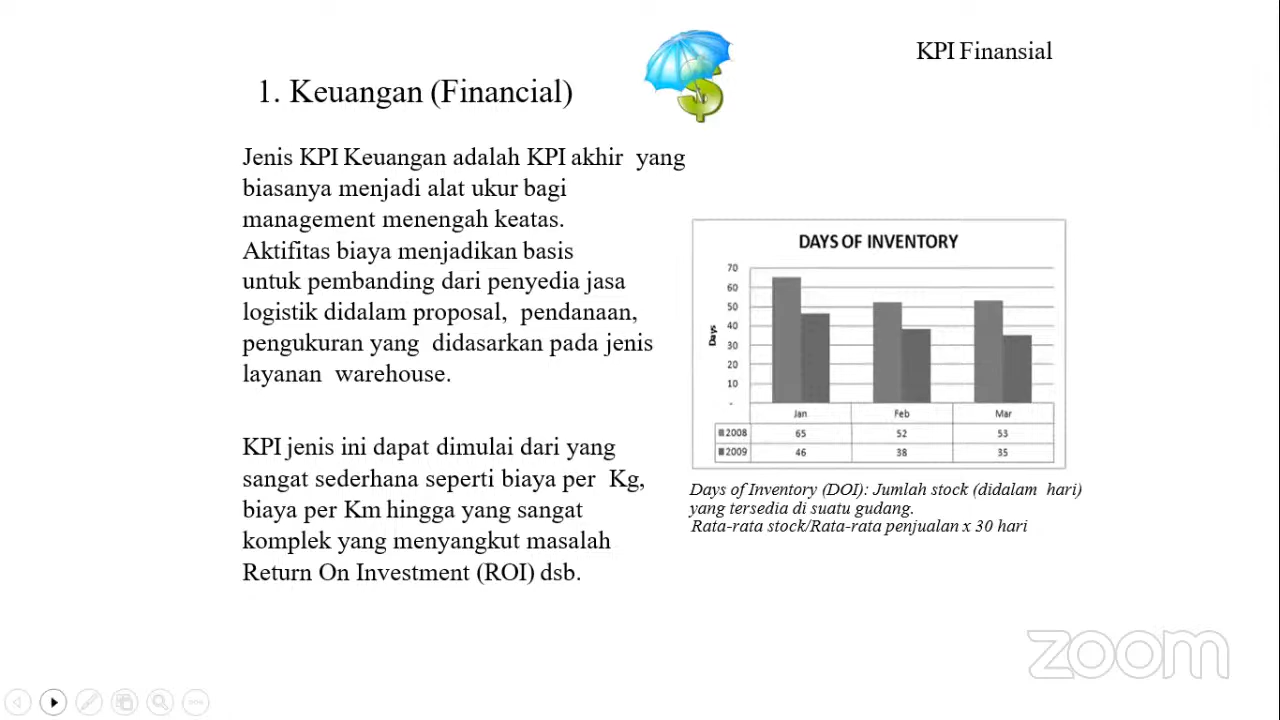 KPI Finansial
1. Keuangan (Financial)
Jenis KPI Keuangan adalah KPI akhir yang
biasanya menjadi alat ukur bagi
management menengah keatas.
Aktifitas biaya menjadikan basis
untuk pembanding dari penyedia jasa
logistik didalam proposal, pendanaan,
pengukuran yang didasarkan pada jenis
layanan warehouse.
KPI jenis ini dapat dimulai dari yang
sangat sederhana seperti biaya per Kg,
biaya per Km hingga yang sangat
komplek yang menyangkut masalah
Return On Investment (ROI) dsb.
DAYS OF INVENTORY
Days
70
60
50
40
30
20
10
-
Jan Feb Mar
2008 65 52 53
2009 46 38 35
Days of Inventory (DOI): Jumlah stock (didalam hari)
yang tersedia di suatu gudang.
Rata-rata stock/Rata-rata penjualan x 30 hari
zoom